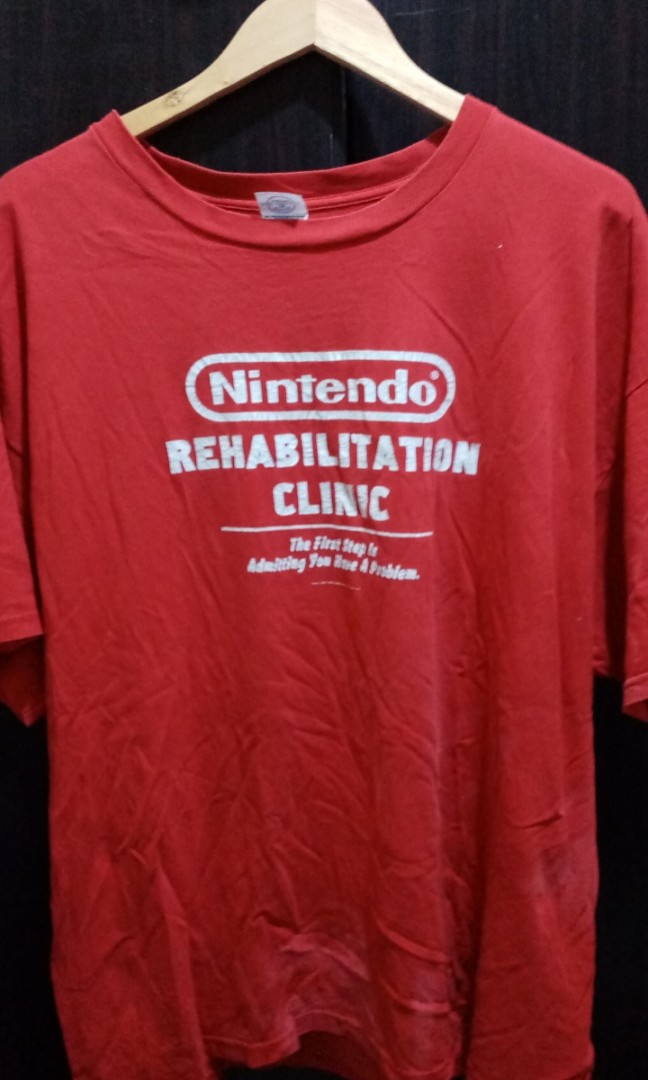 Nintendo®
REHABILITATION
CLINIC
The First Step Is
Admitting You Have A Problem.